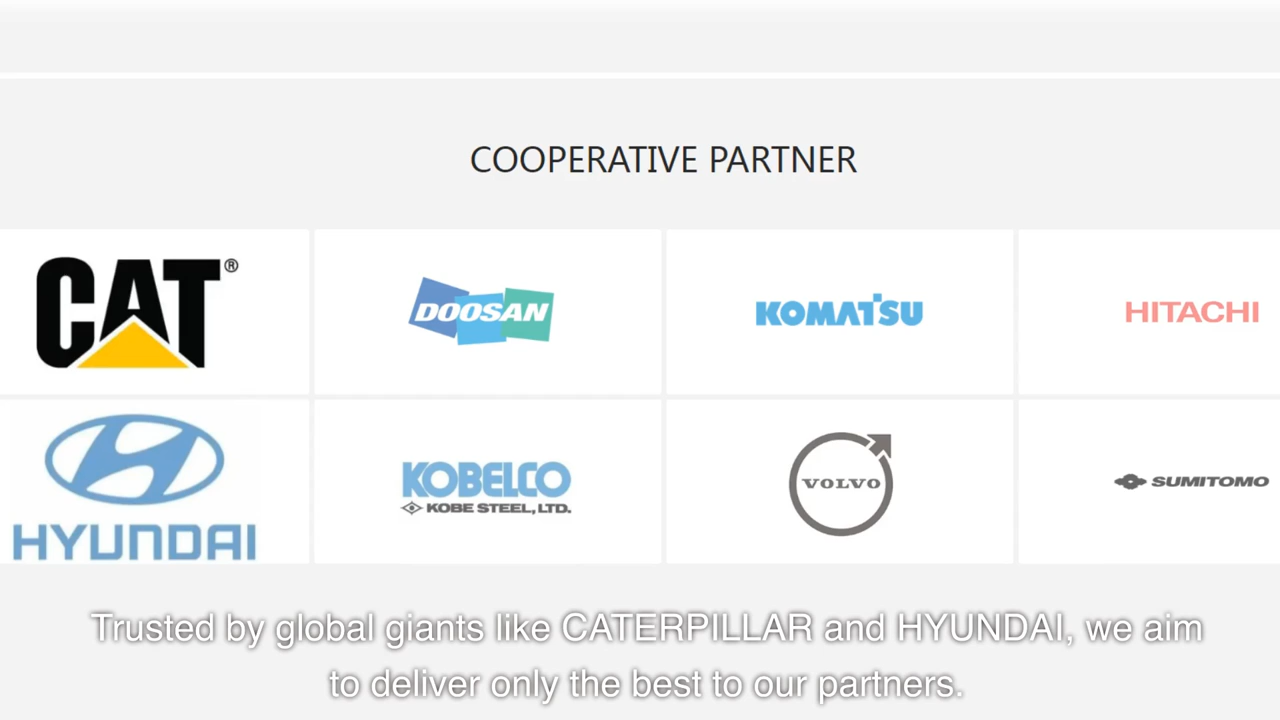 COOPERATIVE PARTNER
CAT®
DOOSAN
KOMATSU
HITACHI
HYUNDAI
KOBELCO
KOBE STEEL, LTD.
VOLVO
SUMITOMO
Trusted by global giants like CATERPILLAR and HYUNDAI, we aim
to deliver only the best to our partners.